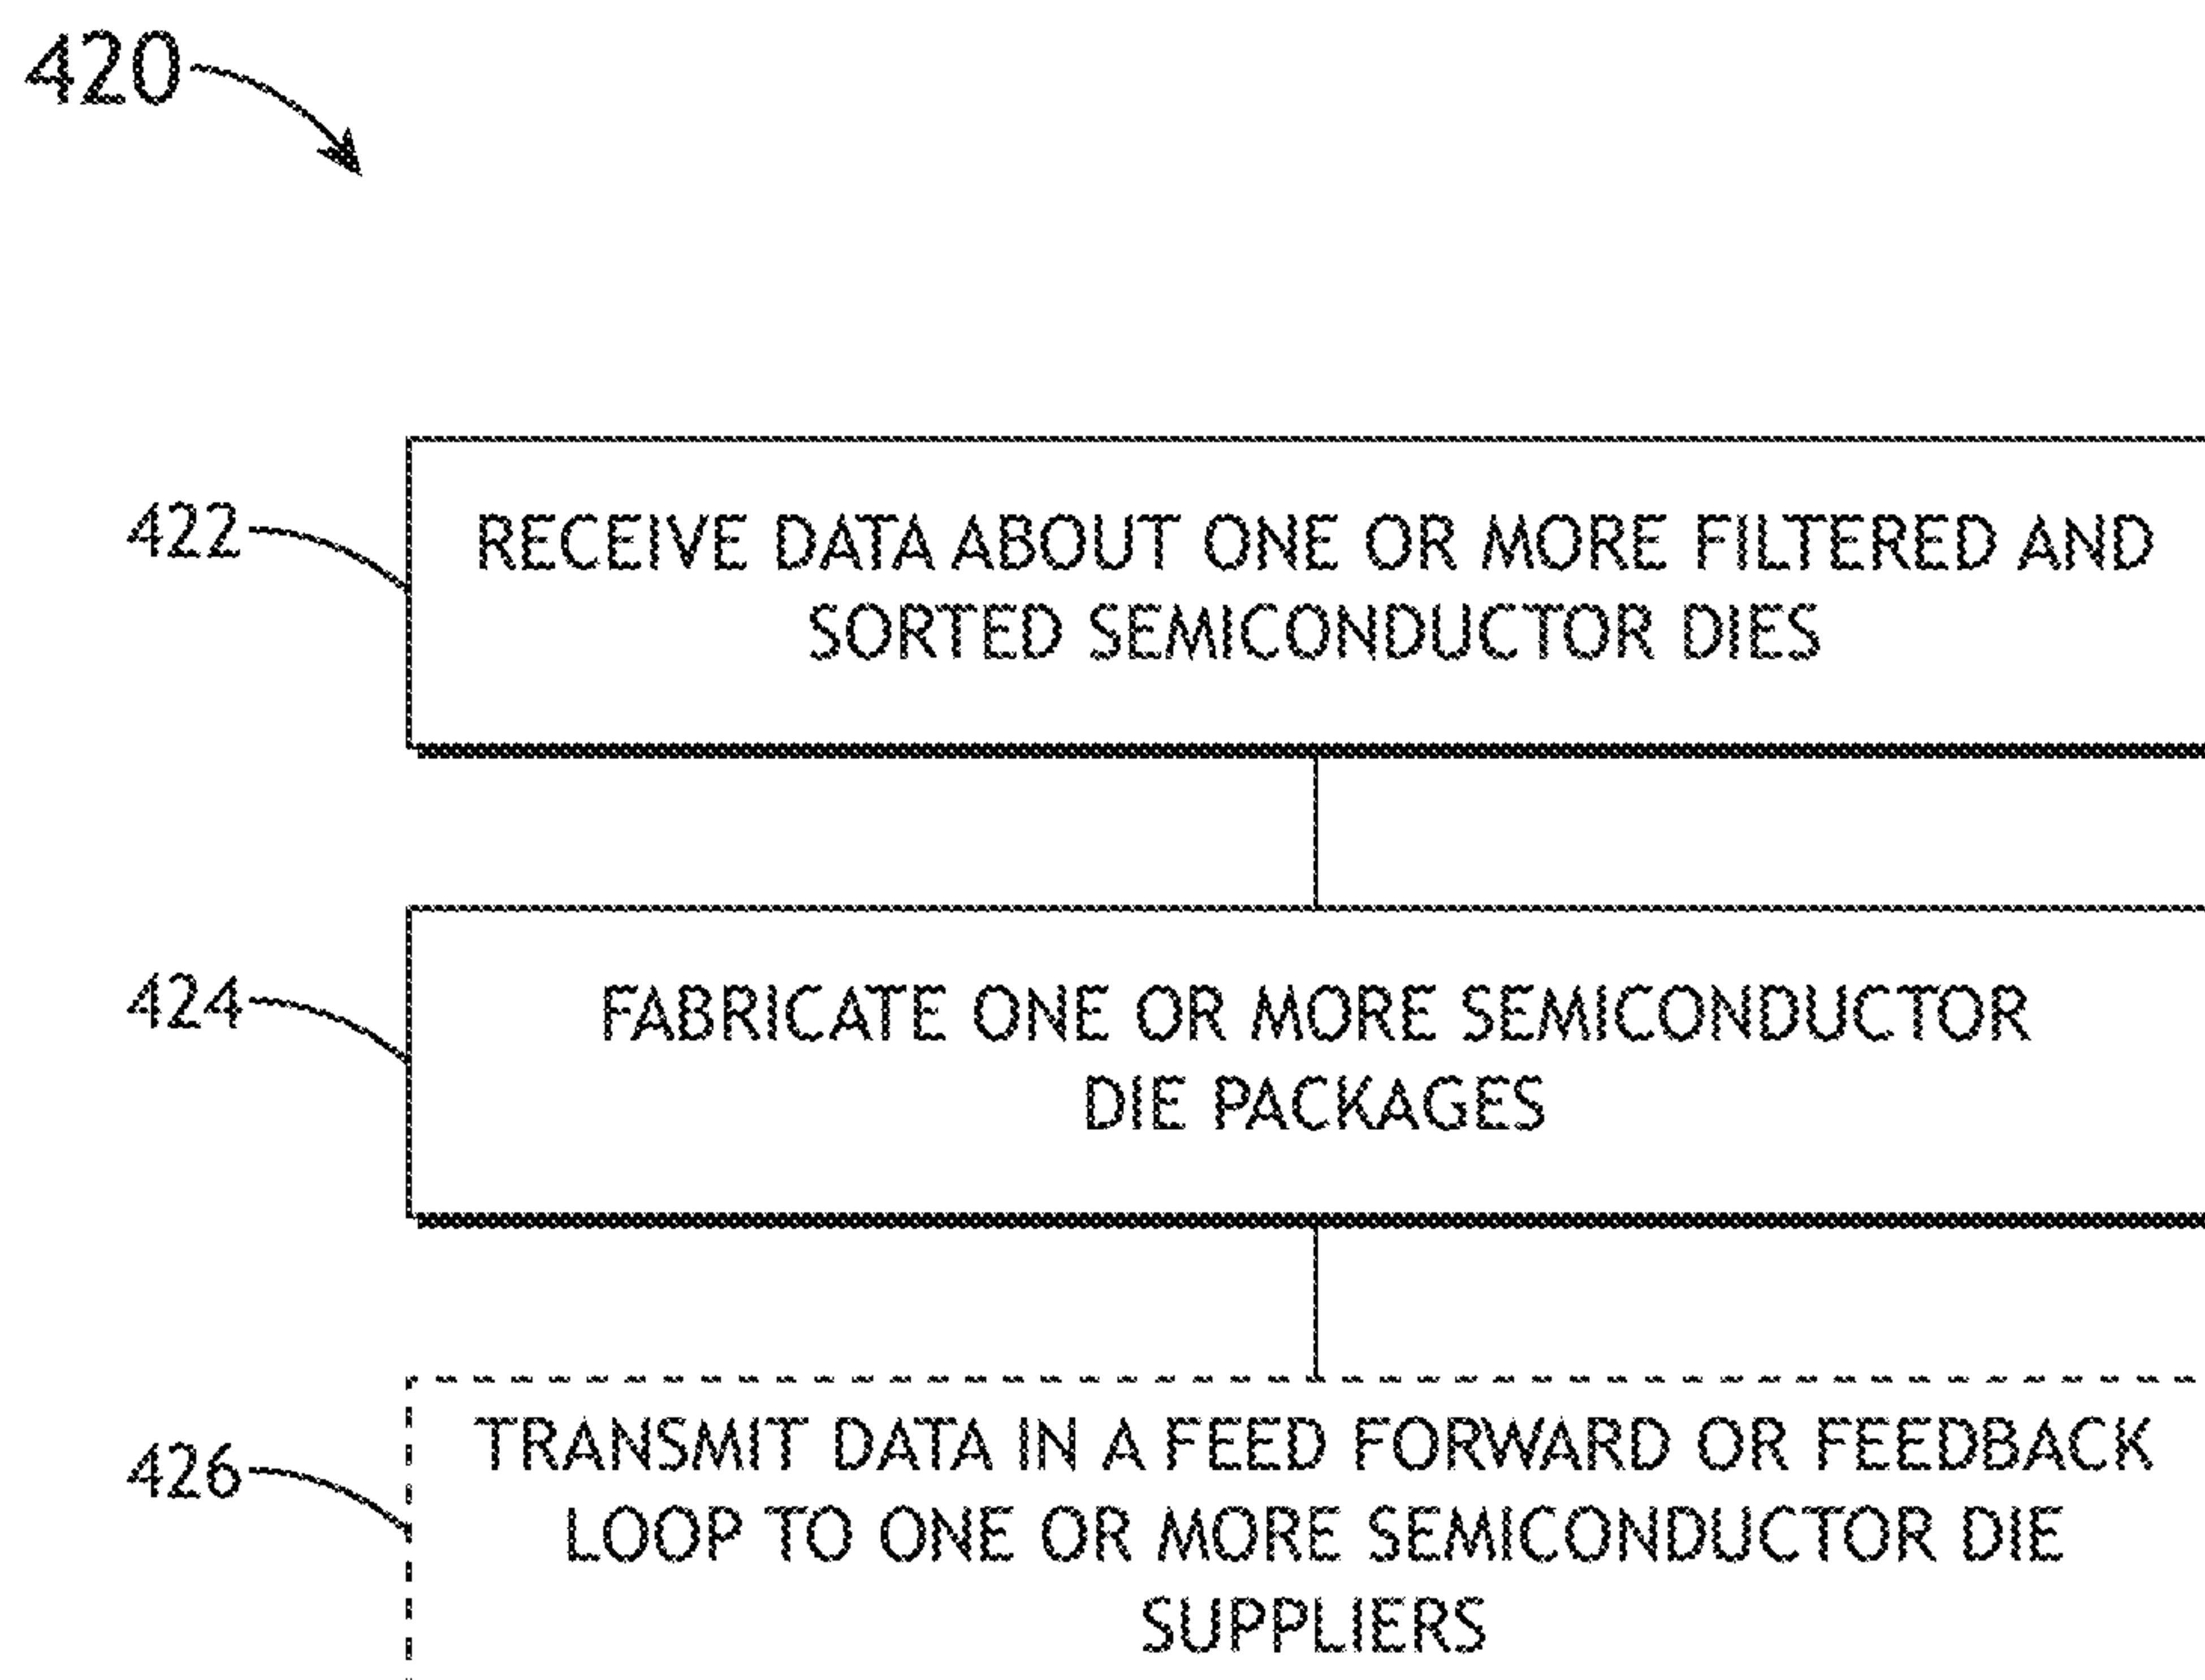 420
422
RECEIVE DATA ABOUT ONE OR MORE FILTERED AND
SORTED SEMICONDUCTOR DIES
424
FABRICATE ONE OR MORE SEMICONDUCTOR
DIE PACKAGES
426
TRANSMIT DATA IN A FEED FORWARD OR FEEDBACK
LOOP TO ONE OR MORE SEMICONDUCTOR DIE
SUPPLIERS